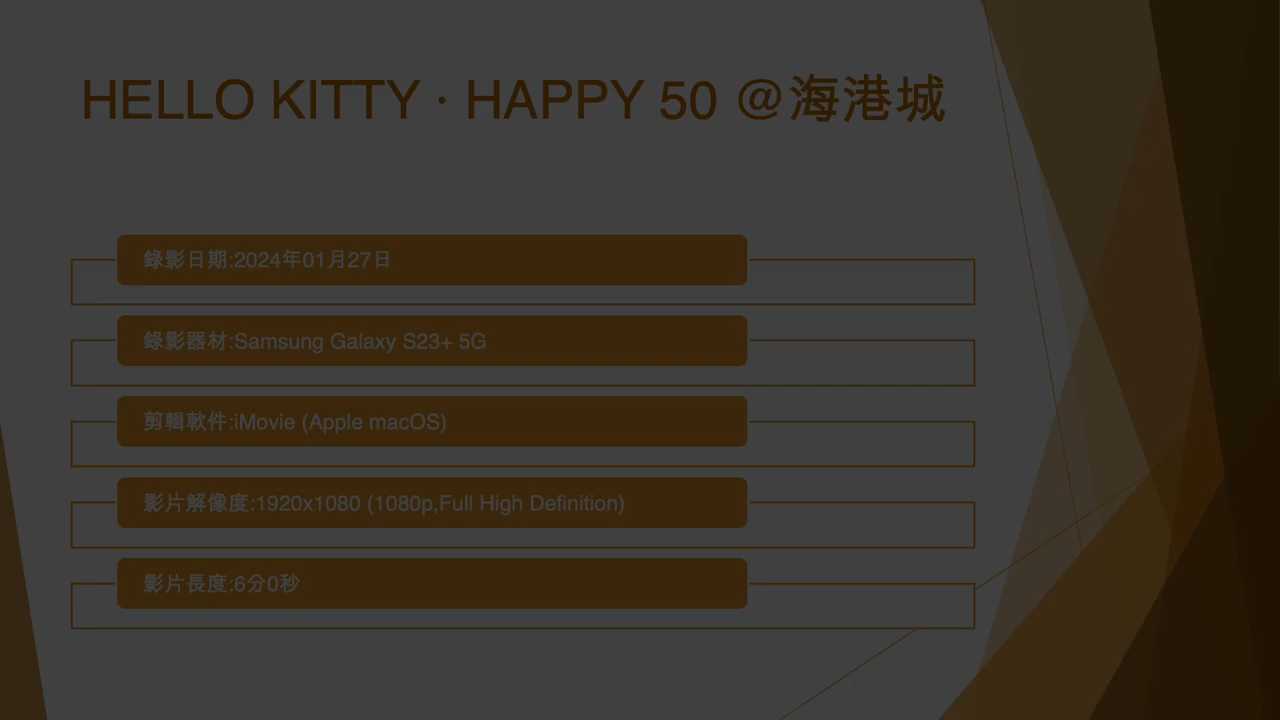 HELLO KITTY · HAPPY 50 @海港城
錄影日期:2024年01月27日
錄影器材:Samsung Galaxy S23+ 5G
剪輯軟件:iMovie (Apple macOS)
影片解像度:1920x1080 (1080p,Full High Definition)
影片長度:6分0秒